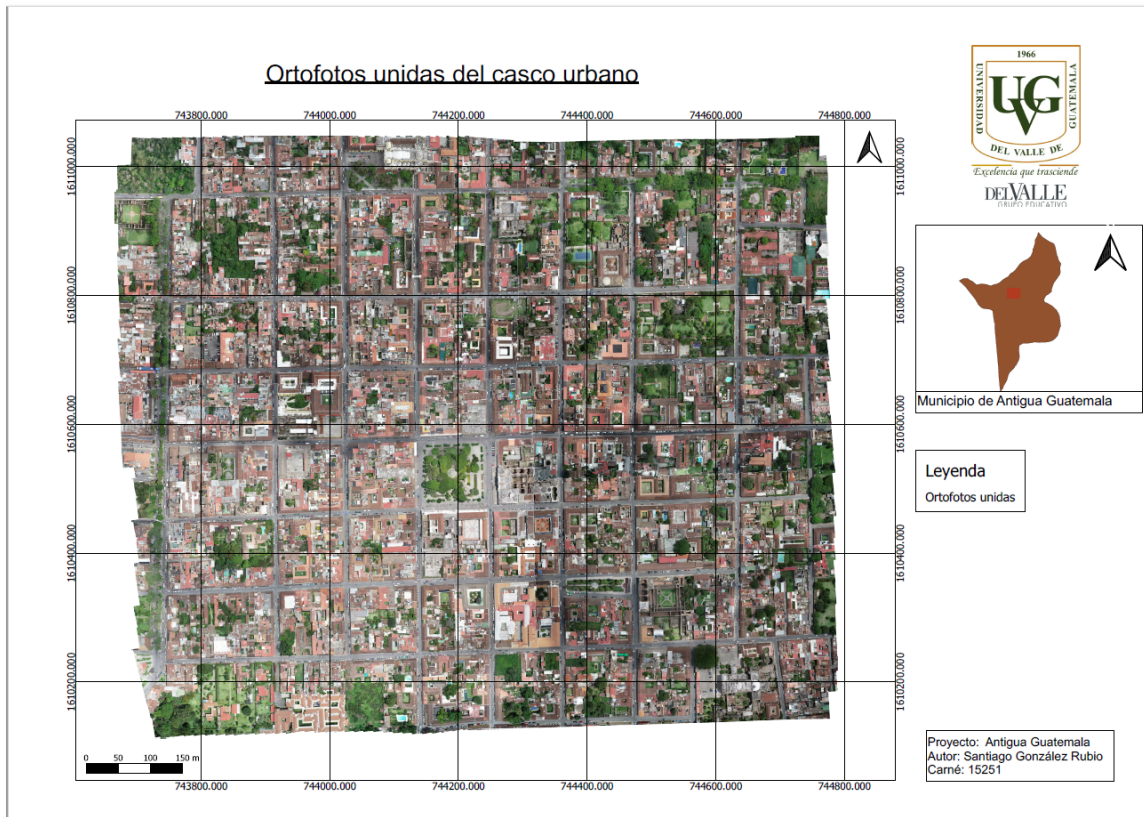 Ortofotos unidas del casco urbano
743800.000 744000.000 744200.000 744400.000 744600.000 744800.000
1611000.000
1610800.000
1610600.000
1610400.000
1610200.000
1611000.000
1610800.000
1610600.000
1610400.000
1610200.000
743800.000 744000.000 744200.000 744400.000 744600.000 744800.000
0 50 100 150 m
1966
UNIVERSIDAD
UVG
GUATEMALA
DEL VALLE DE
Excelencia que trasciende
DELVALLE
GRUPO EDUCATIVO
Municipio de Antigua Guatemala
Leyenda
Ortofotos unidas
Proyecto: Antigua Guatemala
Autor: Santiago González Rubio
Carné: 15251